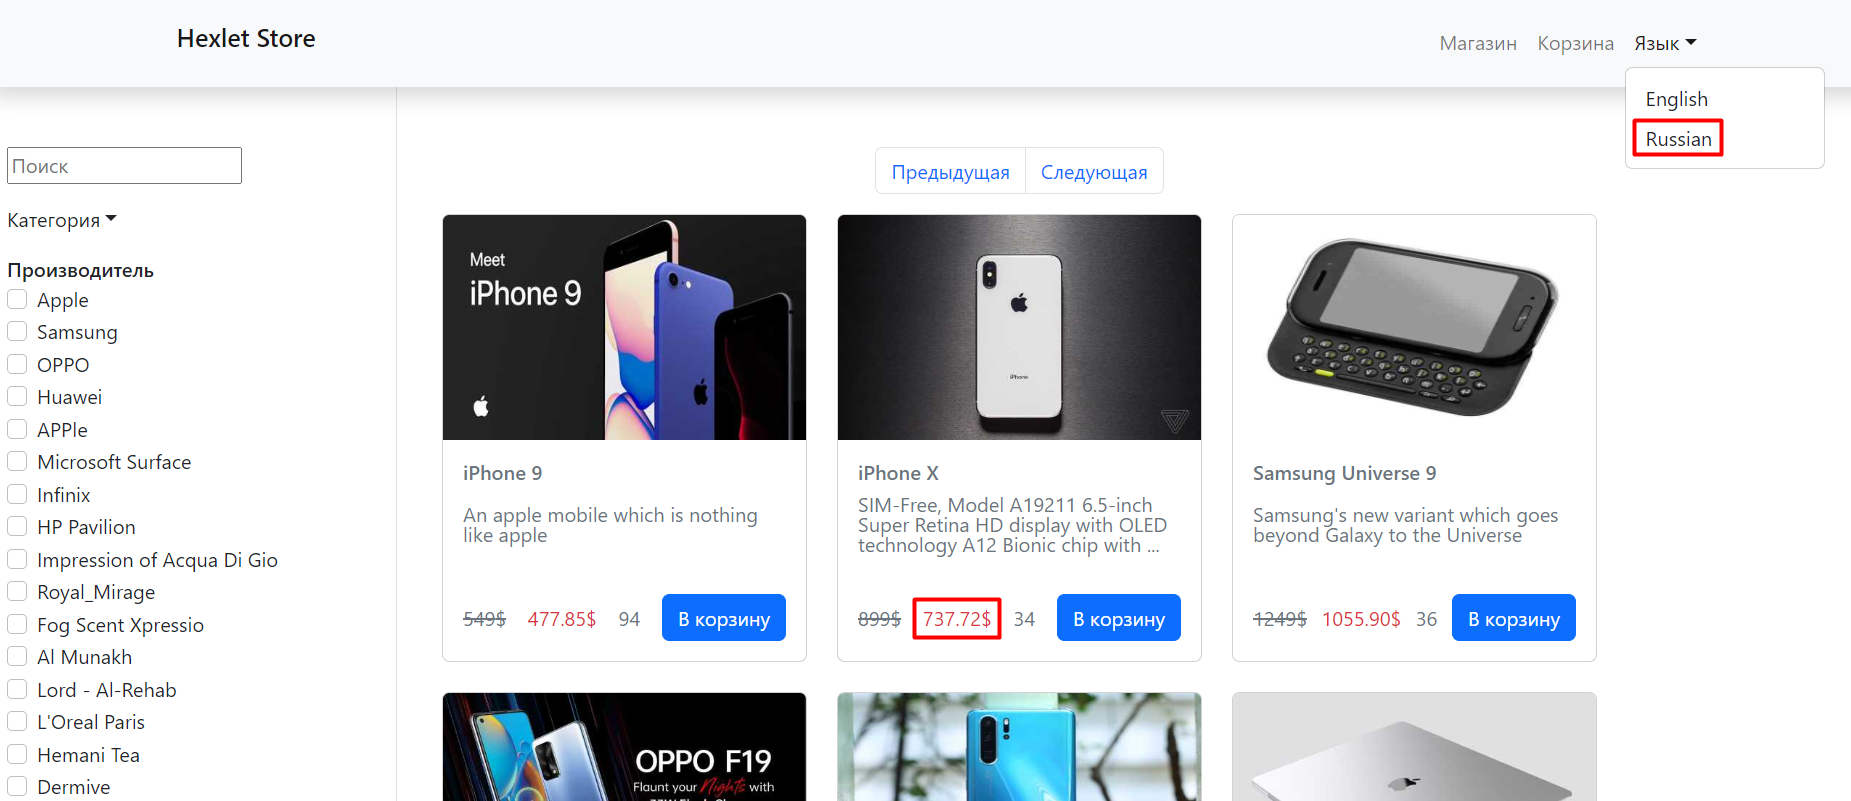 Hexlet Store
Магазин Корзина Язык
English
Russian
Поиск
Категория
Производитель
Apple
Samsung
OPPO
Huawei
APPle
Microsoft Surface
Infinix
HP Pavilion
Impression of Acqua Di Gio
Royal_Mirage
Fog Scent Xpressio
Al Munakh
Lord - Al-Rehab
L'Oreal Paris
Hemani Tea
Dermive
Предыдущая Следующая
Meet
iPhone 9
iPhone 9
An apple mobile which is nothing
like apple
549$ 477.85$ 94 В корзину
iPhone
iPhone X
SIM-Free, Model A19211 6.5-inch
Super Retina HD display with OLED
technology A12 Bionic chip with ...
899$ 737.72$ 34 В корзину
Samsung Universe 9
Samsung's new variant which goes
beyond Galaxy to the Universe
1249$ 1055.90$ 36 В корзину
OPPO F19
Flaunt your Nights with